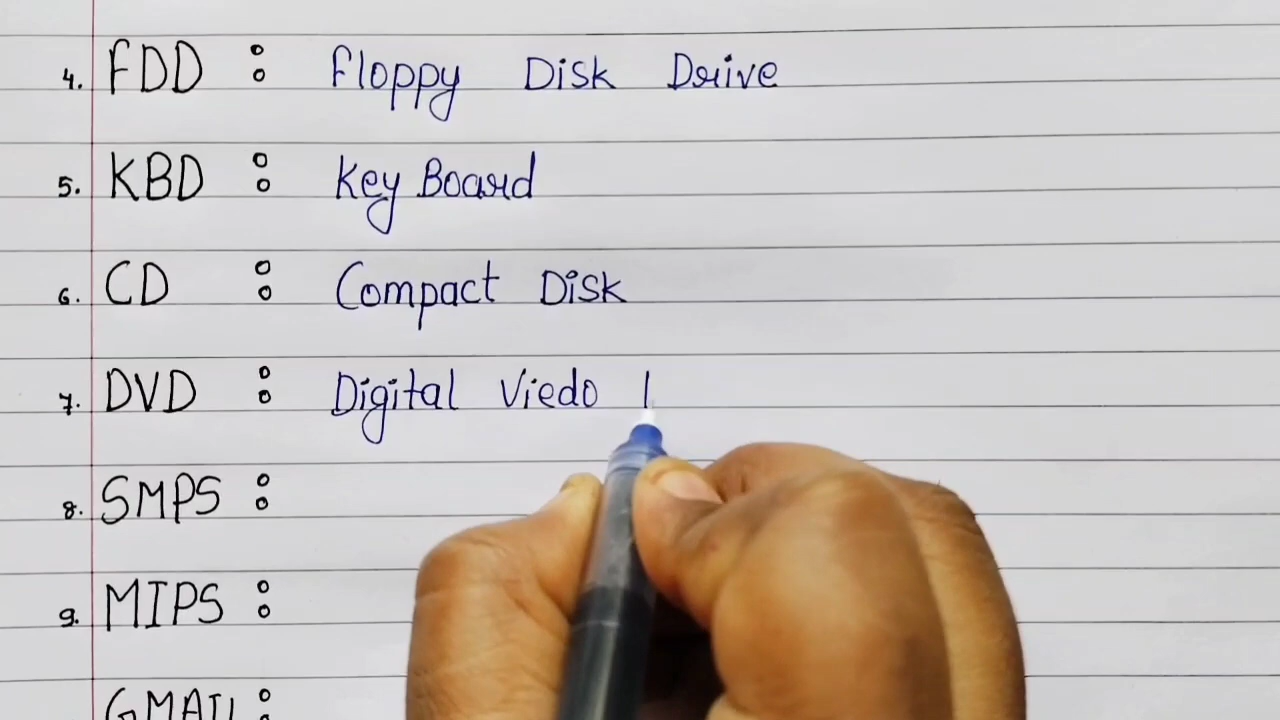 4. FDD : Floppy Disk Drive
5. KBD : Key Board
6. CD : Compact Disk
7. DVD : Digital Viedo
8. SMPS :
9. MIPS :
GMAIL :